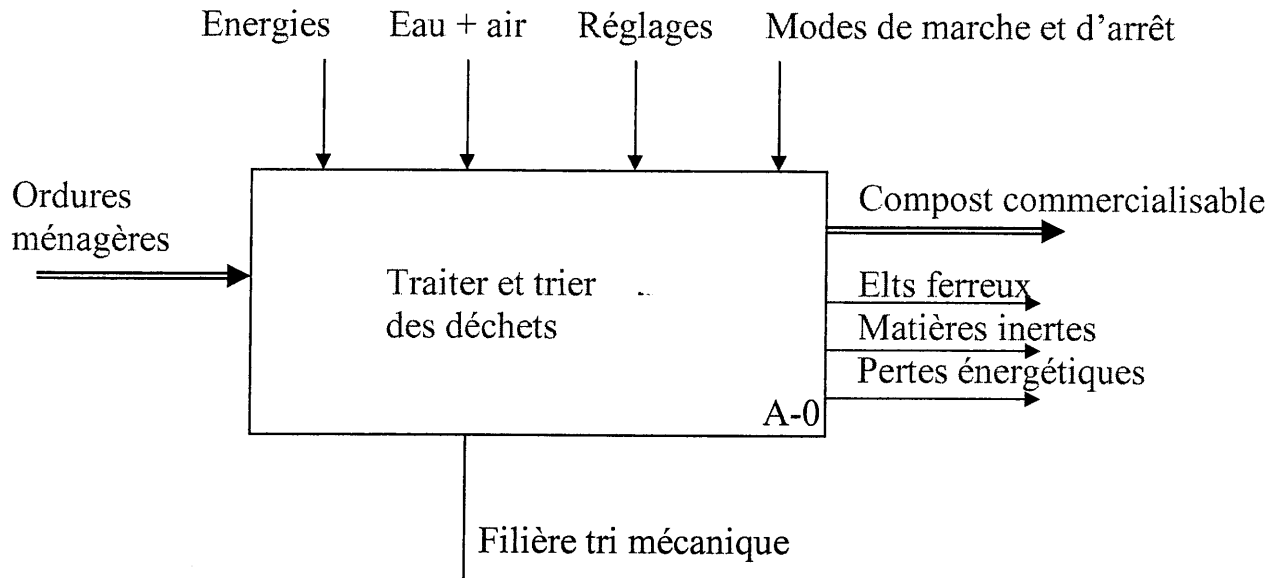 Energies Eau + air Réglages Modes de marche et d'arrêt
Ordures
ménagères
Traiter et trier
des déchets
A-0
Compost commercialisable
Elts ferreux
Matières inertes
Pertes énergétiques
Filière tri mécanique